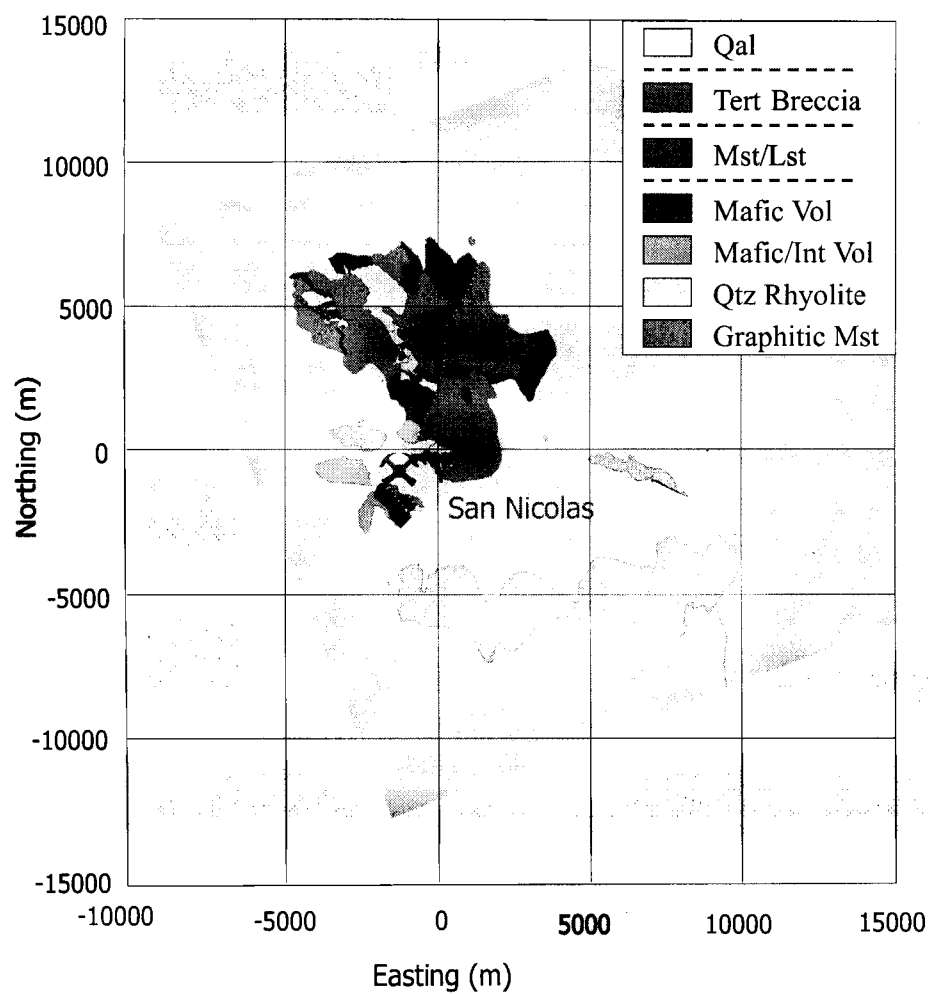 15000
10000
5000
0
-5000
-10000
-15000
Northing (m)
Qal
Tert Breccia
Mst/Lst
Mafic Vol
Mafic/Int Vol
Qtz Rhyolite
Graphitic Mst
San Nicolas
-10000
-5000
0
5000
10000
15000
Easting (m)